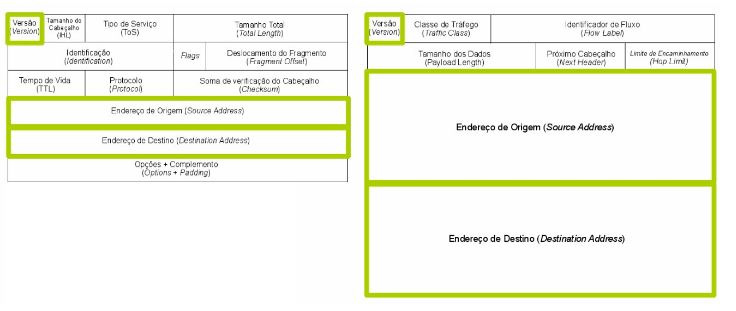 Versão
(Version)
Tamanho do
Cabeçalho
(IHL)
Tipo de Serviço
(ToS)
Tamanho Total
(Total Length)
Identificação
(Identification)
Flags
Deslocamento do Fragmento
(Fragment Offset)
Tempo de Vida
(TTL)
Protocolo
(Protocol)
Soma de verificação do Cabeçalho
(Checksum)
Endereço de Origem (Source Address)
Endereço de Destino (Destination Address)
Opções + Complemento
(Options + Padding)
Versão
(Version)
Classe de Tráfego
(Traffic Class)
Identificador de Fluxo
(Flow Label)
Tamanho dos Dados
(Payload Length)
Próximo Cabeçalho
(Next Header)
Limite de Encaminhamento
(Hop Limit)
Endereço de Origem (Source Address)
Endereço de Destino (Destination Address)